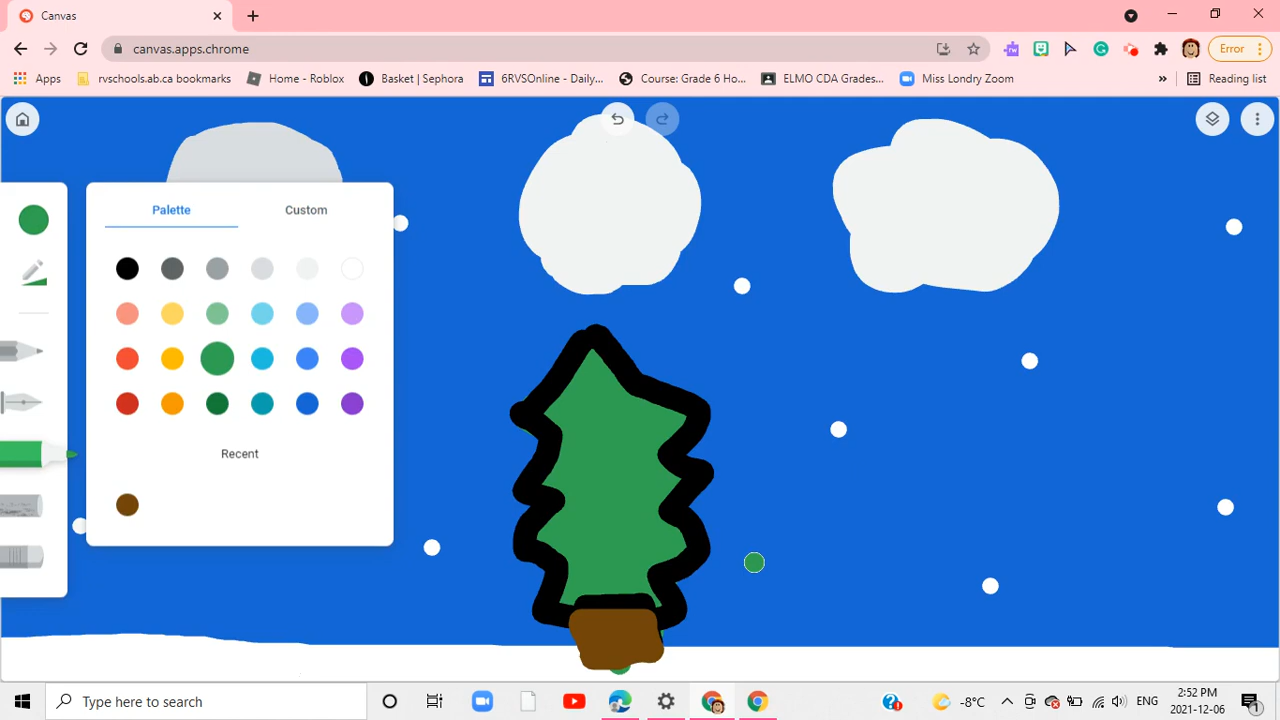 Canvas
canvas.apps.chrome
Error
Apps
rvschools.ab.ca bookmarks
Home - Roblox
Basket | Sephora
6RVSOnline - Daily...
Course: Grade 6 Ho...
ELMO CDA Grades...
Miss Londry Zoom
»
Reading list
Palette
Custom
Recent
Type here to search
-8°C
ENG
2:52 PM
2021-12-06
1